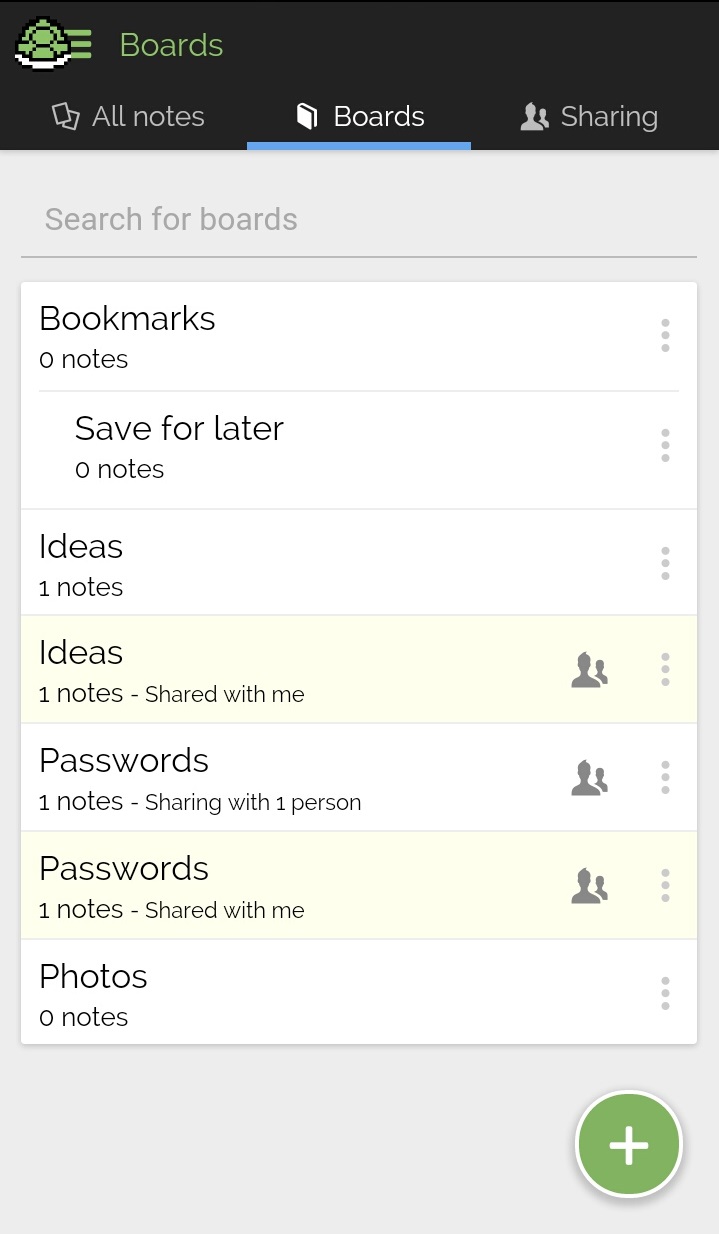 Boards
All notes
Boards
Sharing
Search for boards
Bookmarks
0 notes
Save for later
0 notes
Ideas
1 notes
Ideas
1 notes - Shared with me
Passwords
1 notes - Sharing with 1 person
Passwords
1 notes - Shared with me
Photos
0 notes